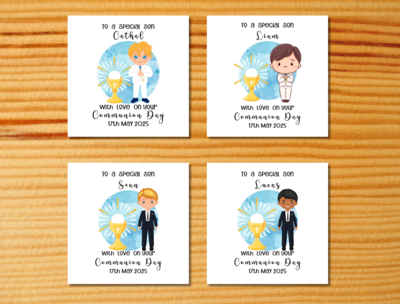 To a special son
Cathal
With Love on your
Communion Day
17th May 2025
To a special son
Liam
With Love on your
Communion Day
17th May 2025
To a special son
Sean
With Love on your
Communion Day
17th May 2025
To a special son
Lucas
With Love on your
Communion Day
17th May 2025